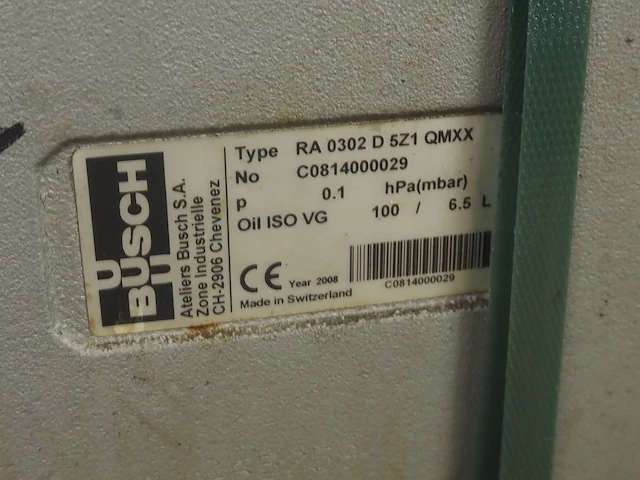 BUSCH
Ateliers Busch S.A.
Zone Industrielle
CH-2906 Chevenez
Type RA 0302 D 5Z1 QMXX
No C0814000029
p 0.1 hPa(mbar)
Oil ISO VG 100 / 6.5 L
CE Year 2008
C0814000029
Made in Switzerland